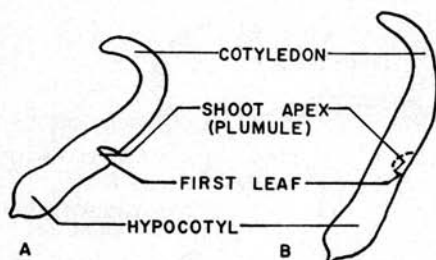 COTYLEDON
SHOOT APEX
(PLUMULE)
FIRST LEAF
HYPOCOTYL
A
B